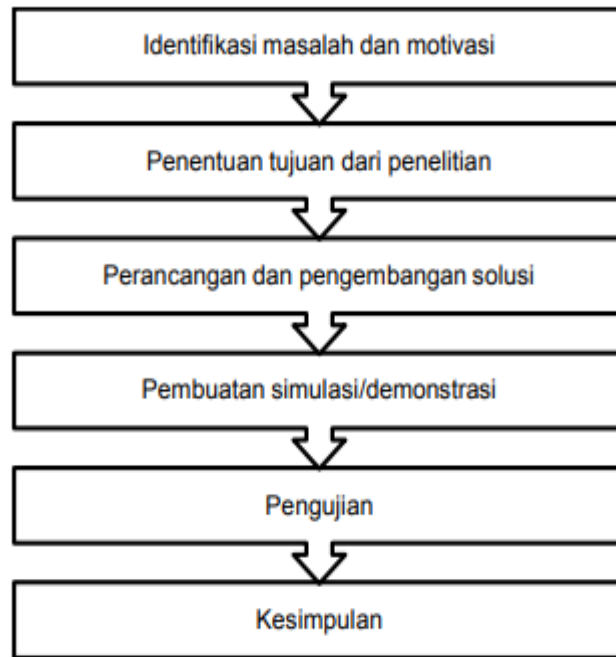 Identifikasi masalah dan motivasi
Penentuan tujuan dari penelitian
Perancangan dan pengembangan solusi
Pembuatan simulasi/demonstrasi
Pengujian
Kesimpulan